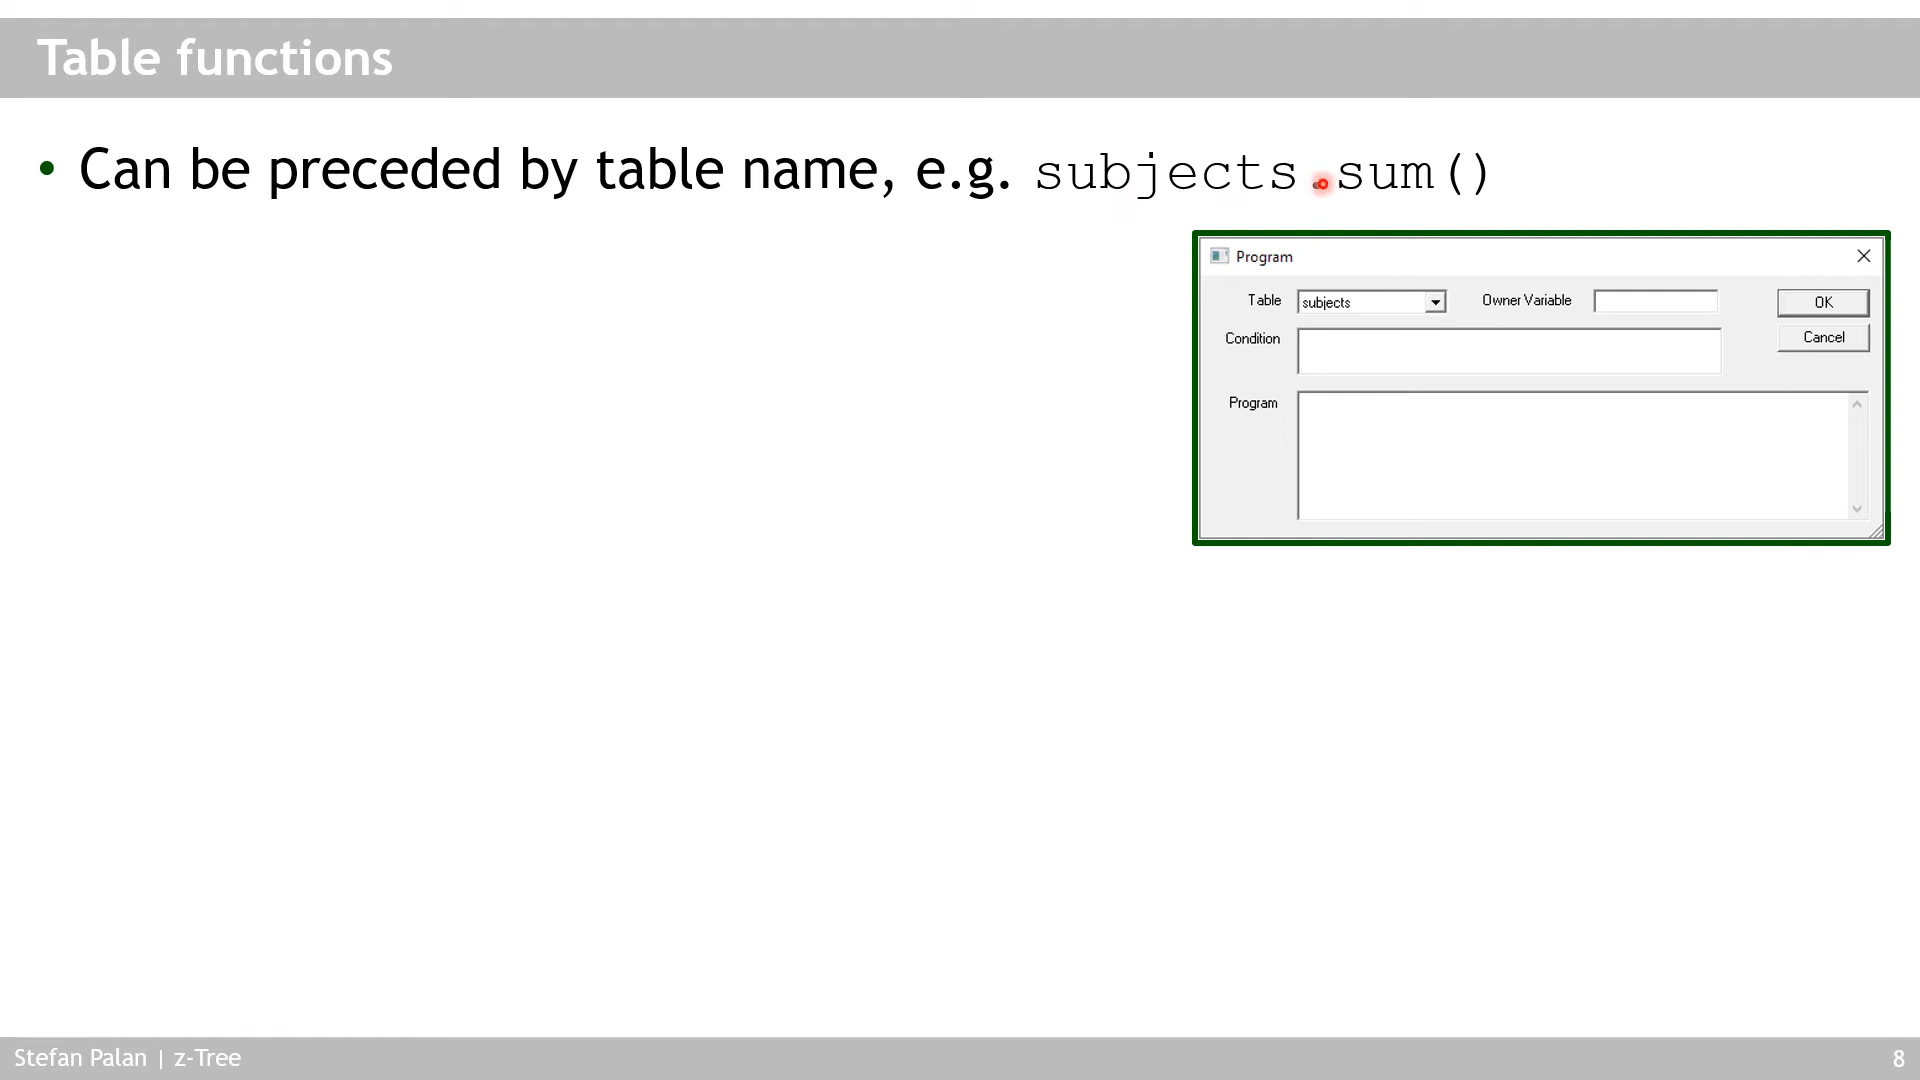 Table functions
• Can be preceded by table name, e.g. subjects.sum()
Program
Table subjects Owner Variable OK
Condition Cancel
Program
Stefan Palan | z-Tree 8